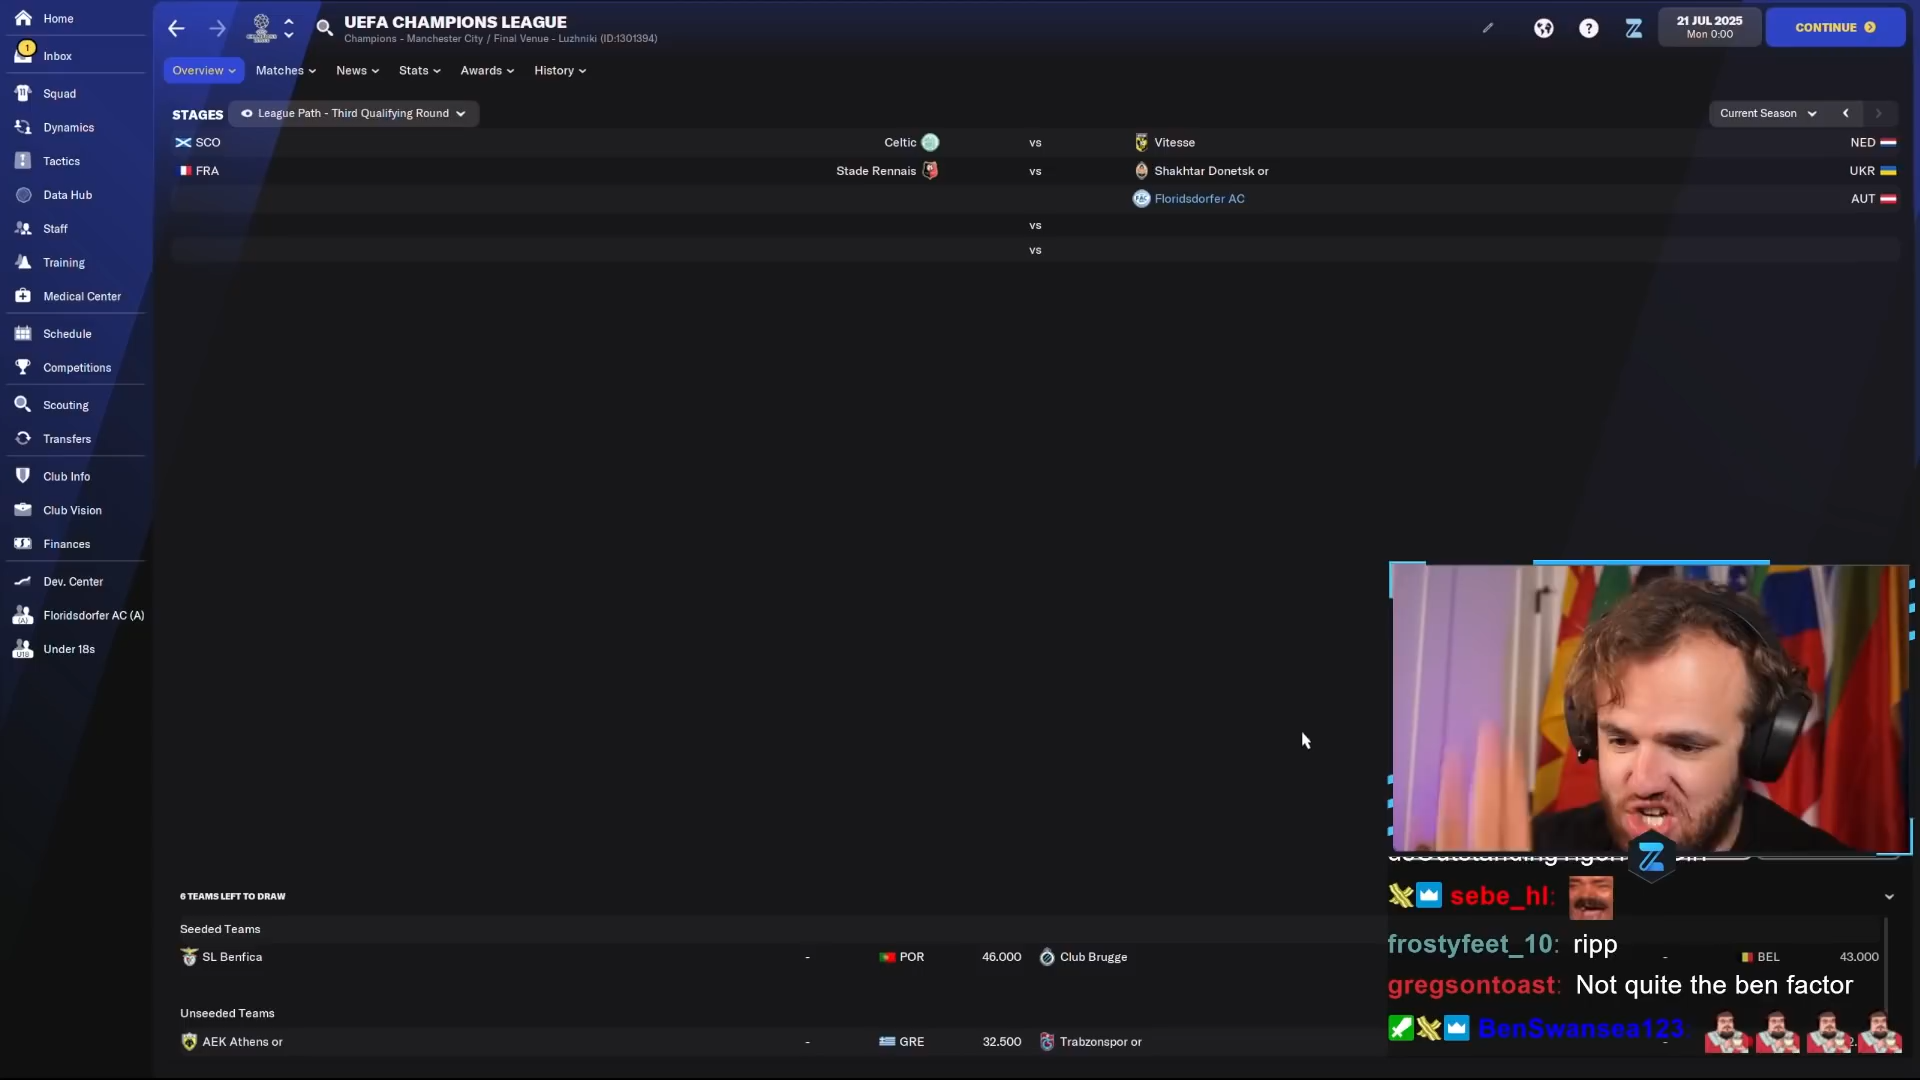 Home
UEFA CHAMPIONS LEAGUE
Champions - Manchester City / Final Venue - Luzhniki (ID:1301394)
21 JUL 2025
Mon 0:00
CONTINUE
1
Inbox
Overview
Matches
News
Stats
Awards
History
Squad
STAGES
League Path - Third Qualifying Round
Current Season
Dynamics
SCO Celtic vs Vitesse NED
Tactics
FRA Stade Rennais vs Shakhtar Donetsk or UKR
Data Hub
Floridsdorfer AC AUT
Staff
vs
vs
Training
Medical Center
Schedule
Competitions
Scouting
Transfers
Club Info
Club Vision
Finances
Dev. Center
Floridsdorfer AC (A)
Under 18s
6 TEAMS LEFT TO DRAW
Seeded Teams
SL Benfica - POR 46.000 Club Brugge - BEL 43.000
Unseeded Teams
AEK Athens or - GRE 32.500 Trabzonspor or -
sebe_hl:
frostyfeet_10: ripp
gregsontoast: Not quite the ben factor
BenSwansea123: